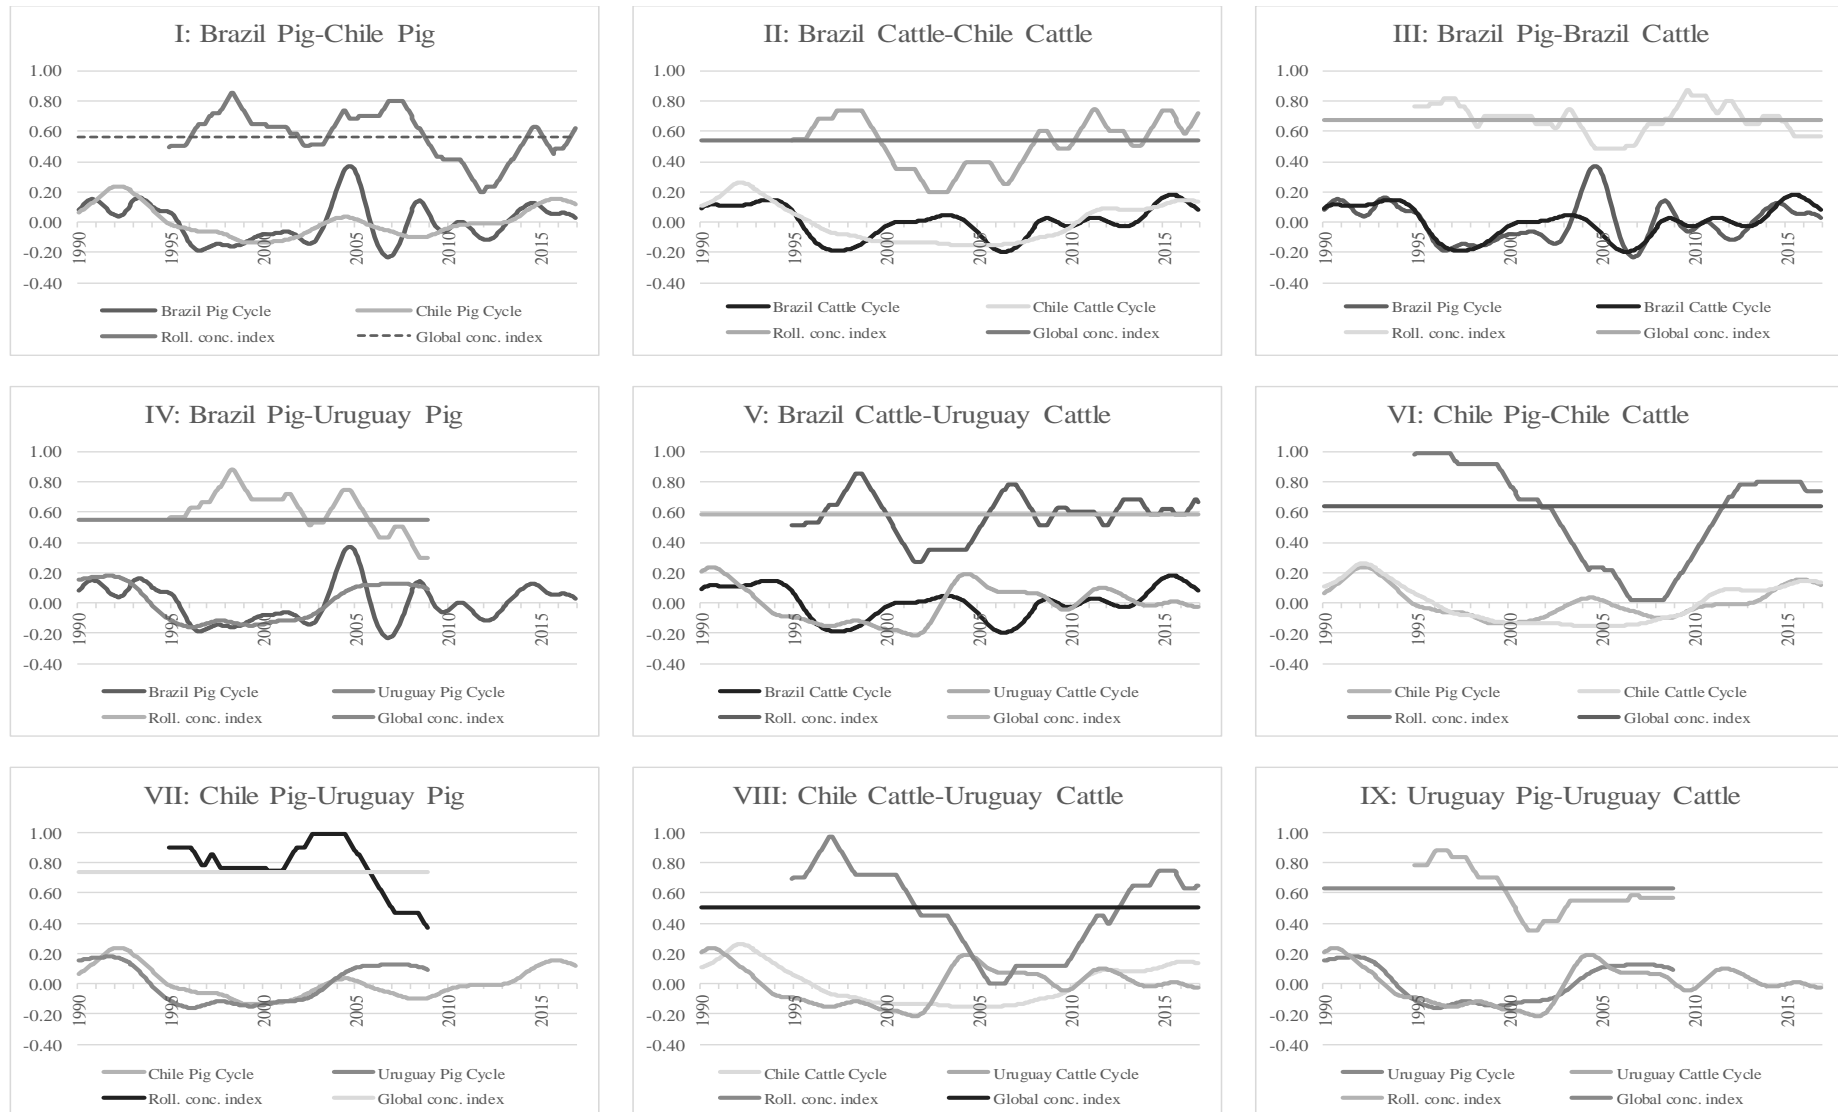 I: Brazil Pig-Chile Pig
1.00
0.80
0.60
0.40
0.20
0.00
-0.20
-0.40
1990 1995 2000 2005 2010 2015
Brazil Pig Cycle Chile Pig Cycle
Roll. conc. index Global conc. index
II: Brazil Cattle-Chile Cattle
1.00
0.80
0.60
0.40
0.20
0.00
-0.20
-0.40
1990 1995 2000 2005 2010 2015
Brazil Cattle Cycle Chile Cattle Cycle
Roll. conc. index Global conc. index
III: Brazil Pig-Brazil Cattle
1.00
0.80
0.60
0.40
0.20
0.00
-0.20
-0.40
1990 1995 2000 2005 2010 2015
Brazil Pig Cycle Brazil Cattle Cycle
Roll. conc. index Global conc. index
IV: Brazil Pig-Uruguay Pig
1.00
0.80
0.60
0.40
0.20
0.00
-0.20
-0.40
1990 1995 2000 2005 2010 2015
Brazil Pig Cycle Uruguay Pig Cycle
Roll. conc. index Global conc. index
V: Brazil Cattle-Uruguay Cattle
1.00
0.80
0.60
0.40
0.20
0.00
-0.20
-0.40
1990 1995 2000 2005 2010 2015
Brazil Cattle Cycle Uruguay Cattle Cycle
Roll. conc. index Global conc. index
VI: Chile Pig-Chile Cattle
1.00
0.80
0.60
0.40
0.20
0.00
-0.20
-0.40
1990 1995 2000 2005 2010 2015
Chile Pig Cycle Chile Cattle Cycle
Roll. conc. index Global conc. index
VII: Chile Pig-Uruguay Pig
1.00
0.80
0.60
0.40
0.20
0.00
-0.20
-0.40
1990 1995 2000 2005 2010 2015
Chile Pig Cycle Uruguay Pig Cycle
Roll. conc. index Global conc. index
VIII: Chile Cattle-Uruguay Cattle
1.00
0.80
0.60
0.40
0.20
0.00
-0.20
-0.40
1990 1995 2000 2005 2010 2015
Chile Cattle Cycle Uruguay Cattle Cycle
Roll. conc. index Global conc. index
IX: Uruguay Pig-Uruguay Cattle
1.00
0.80
0.60
0.40
0.20
0.00
-0.20
-0.40
1990 1995 2000 2005 2010 2015
Uruguay Pig Cycle Uruguay Cattle Cycle
Roll. conc. index Global conc. index